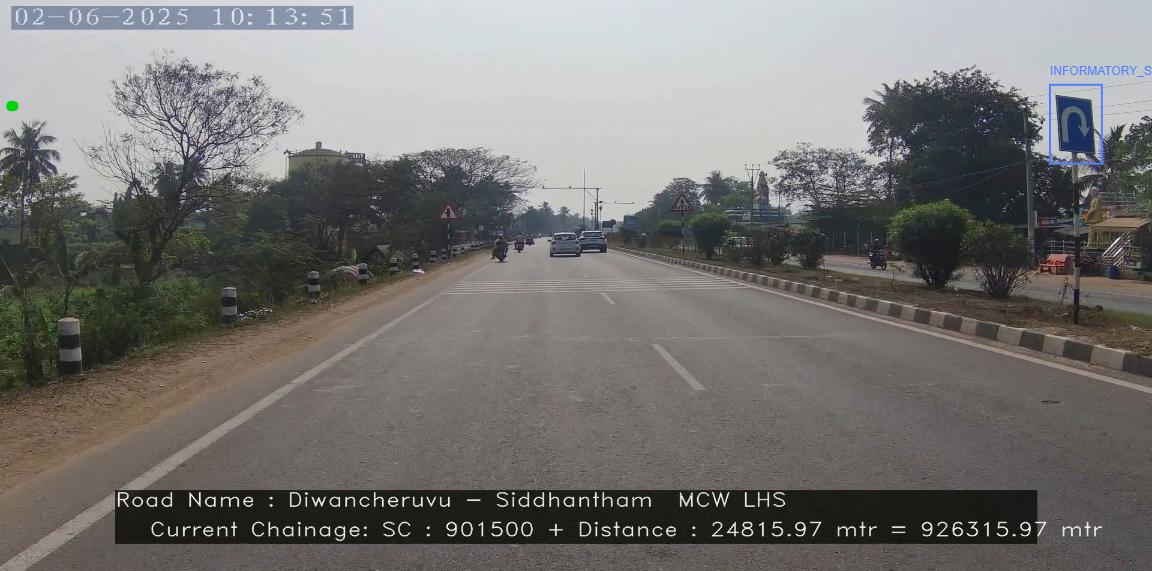 02-06-2025 10:13:51
INFORMATORY_S
Road Name : Diwancheruvu - Siddhantham MCW LHS
Current Chainage: SC : 901500 + Distance : 24815.97 mtr = 926315.97 mtr